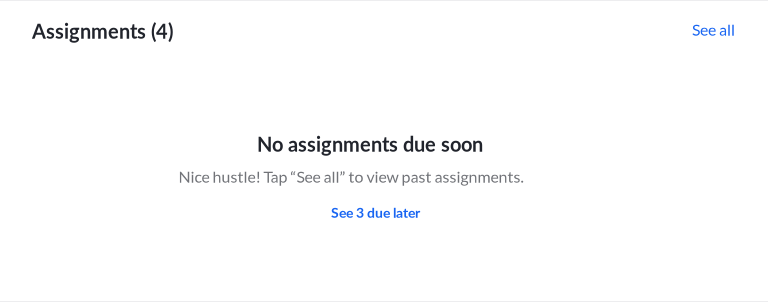 Assignments (4)
See all
No assignments due soon
Nice hustle! Tap “See all” to view past assignments.
See 3 due later